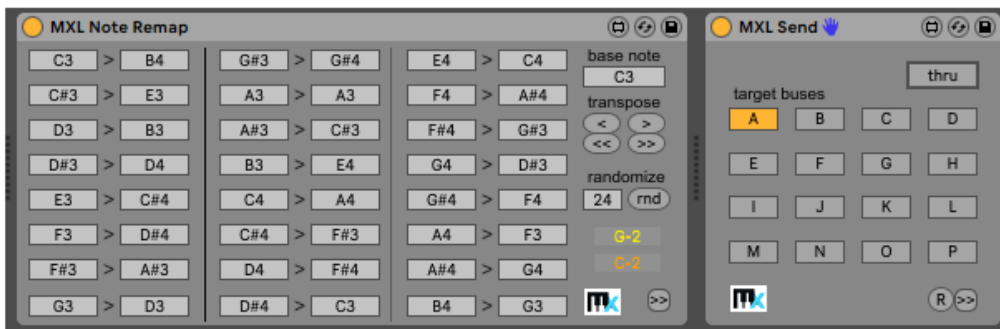 MXL Note Remap
C3 > B4
C#3 > E3
D3 > B3
D#3 > D4
E3 > C#4
F3 > D#4
F#3 > A#3
G3 > D3
G#3 > G#4
A3 > A3
A#3 > C#3
B3 > E4
C4 > A4
C#4 > F#3
D4 > F#4
D#4 > C3
E4 > C4
F4 > A#4
F#4 > G#3
G4 > D#3
G#4 > F4
A4 > F3
A#4 > G4
B4 > G3
base note
C3
transpose
< >
<< >>
randomize
24 rnd
G-2
C-2
mx >>
MXL Send
thru
target buses
A B C D
E F G H
I J K L
M N O P
mx R >>